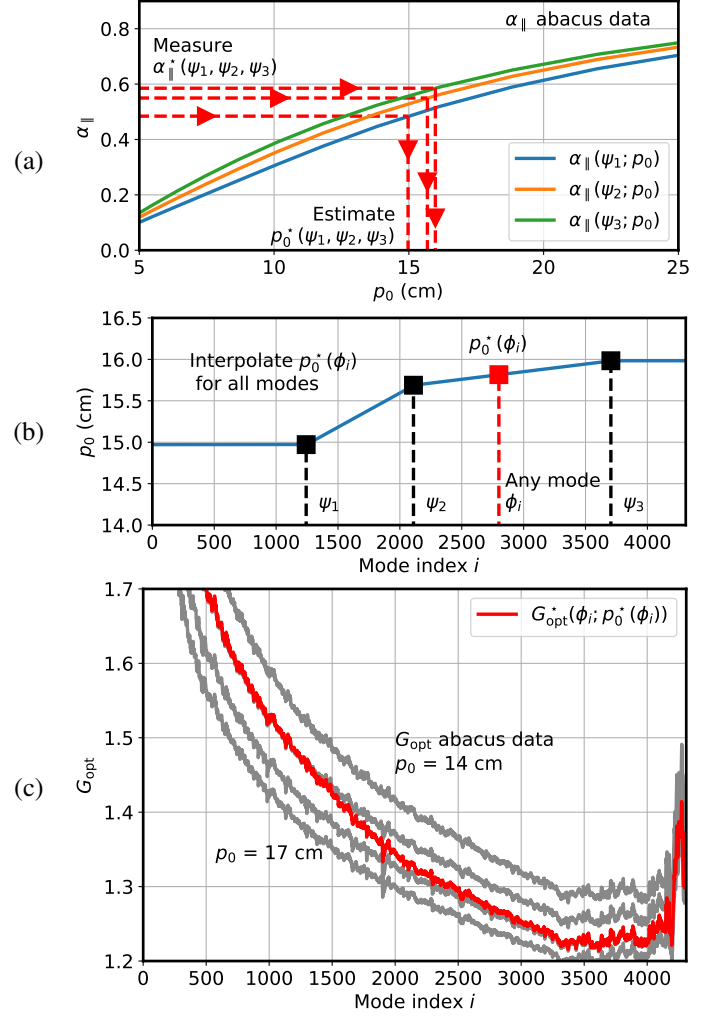 (a)
α∥ abacus data
Measure
α∥⋆(ψ1, ψ2, ψ3)
Estimate
p0⋆(ψ1, ψ2, ψ3)
α∥(ψ1; p0)
α∥(ψ2; p0)
α∥(ψ3; p0)
α∥
0.8
0.6
0.4
0.2
0.0
5 10 15 20 25
p0 (cm)
(b)
p0 (cm)
16.5
16.0
15.5
15.0
14.5
14.0
Interpolate p0⋆(ϕi)
for all modes
p0⋆(ϕi)
Any mode
ϕi
ψ1
ψ2
ψ3
0 500 1000 1500 2000 2500 3000 3500 4000
Mode index i
(c)
Gopt
1.7
1.6
1.5
1.4
1.3
1.2
G⋆opt(ϕi; p0⋆(ϕi))
Gopt abacus data
p0 = 14 cm
p0 = 17 cm
0 500 1000 1500 2000 2500 3000 3500 4000
Mode index i